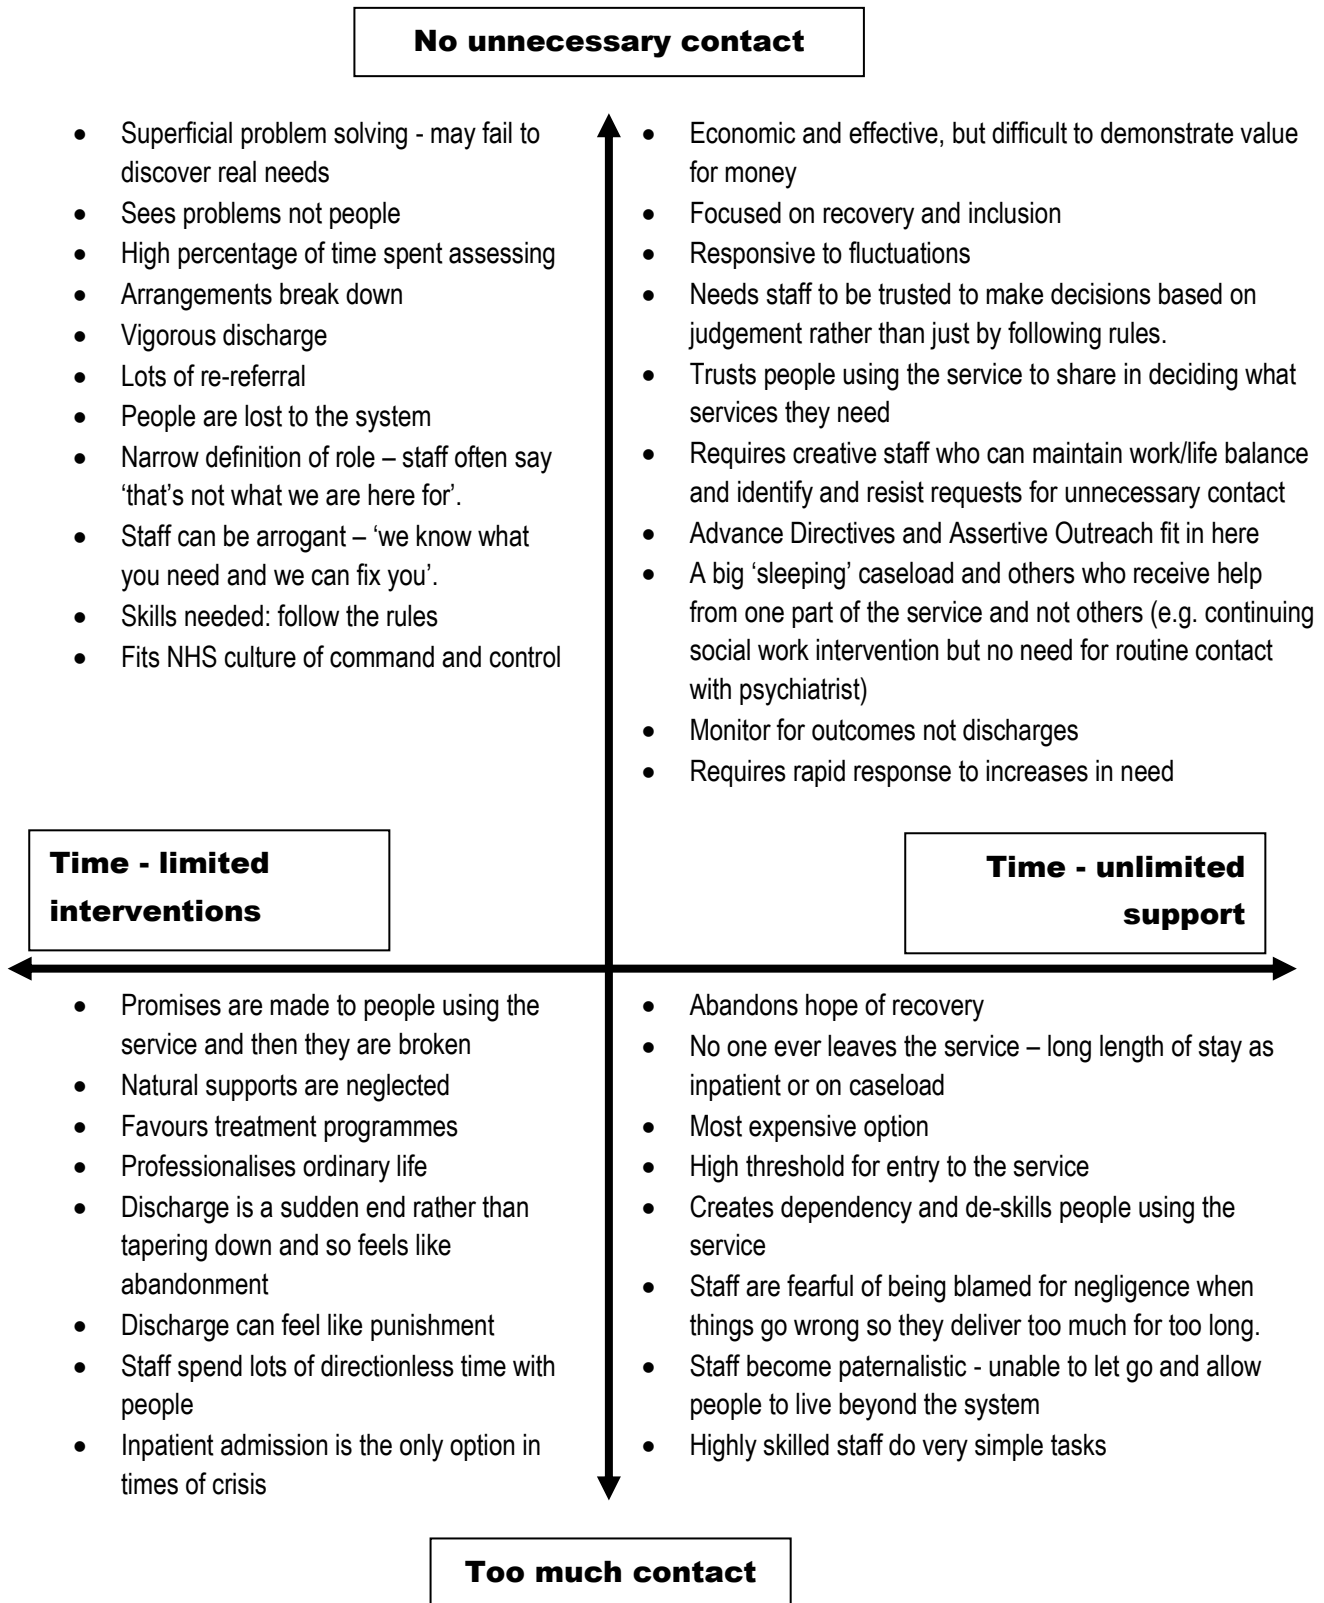 No unnecessary contact
• Superficial problem solving - may fail to
discover real needs
• Sees problems not people
• High percentage of time spent assessing
• Arrangements break down
• Vigorous discharge
• Lots of re-referral
• People are lost to the system
• Narrow definition of role – staff often say
‘that’s not what we are here for’.
• Staff can be arrogant – ‘we know what
you need and we can fix you’.
• Skills needed: follow the rules
• Fits NHS culture of command and control
• Economic and effective, but difficult to demonstrate value
for money
• Focused on recovery and inclusion
• Responsive to fluctuations
• Needs staff to be trusted to make decisions based on
judgement rather than just by following rules.
• Trusts people using the service to share in deciding what
services they need
• Requires creative staff who can maintain work/life balance
and identify and resist requests for unnecessary contact
• Advance Directives and Assertive Outreach fit in here
• A big ‘sleeping’ caseload and others who receive help
from one part of the service and not others (e.g. continuing
social work intervention but no need for routine contact
with psychiatrist)
• Monitor for outcomes not discharges
• Requires rapid response to increases in need
Time - limited
interventions
Time - unlimited
support
• Promises are made to people using the
service and then they are broken
• Natural supports are neglected
• Favours treatment programmes
• Professionalises ordinary life
• Discharge is a sudden end rather than
tapering down and so feels like
abandonment
• Discharge can feel like punishment
• Staff spend lots of directionless time with
people
• Inpatient admission is the only option in
times of crisis
• Abandons hope of recovery
• No one ever leaves the service – long length of stay as
inpatient or on caseload
• Most expensive option
• High threshold for entry to the service
• Creates dependency and de-skills people using the
service
• Staff are fearful of being blamed for negligence when
things go wrong so they deliver too much for too long.
• Staff become paternalistic - unable to let go and allow
people to live beyond the system
• Highly skilled staff do very simple tasks
Too much contact